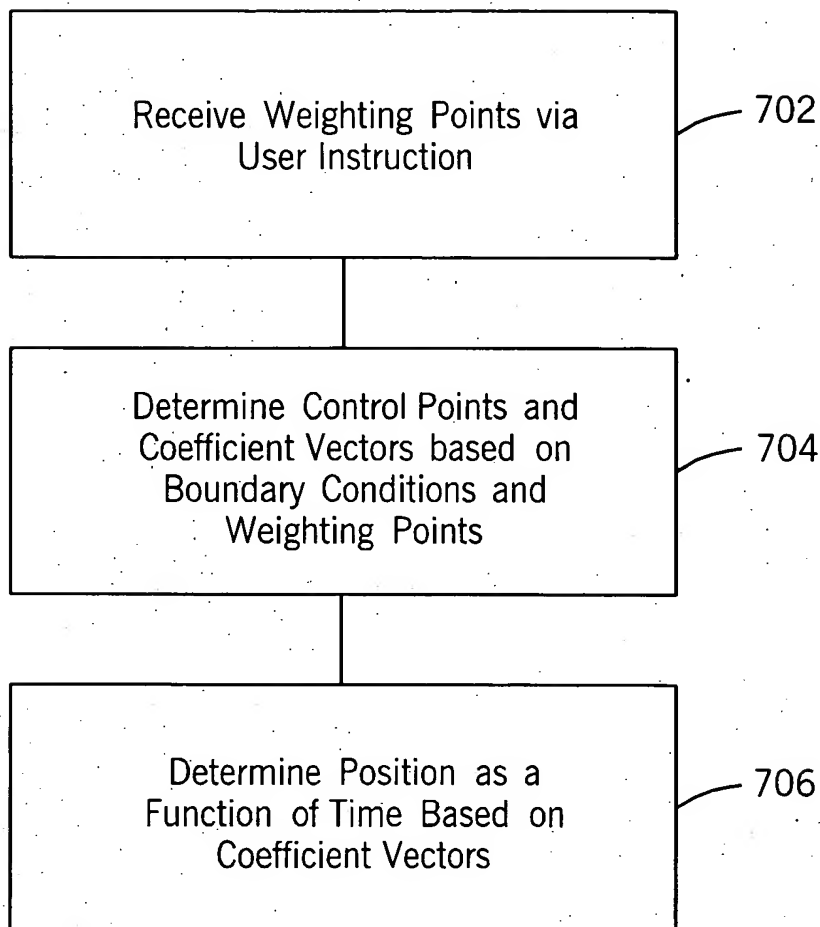 Receive Weighting Points via
User Instruction
702
Determine Control Points and
Coefficient Vectors based on
Boundary Conditions and
Weighting Points
704
Determine Position as a
Function of Time Based on
Coefficient Vectors
706